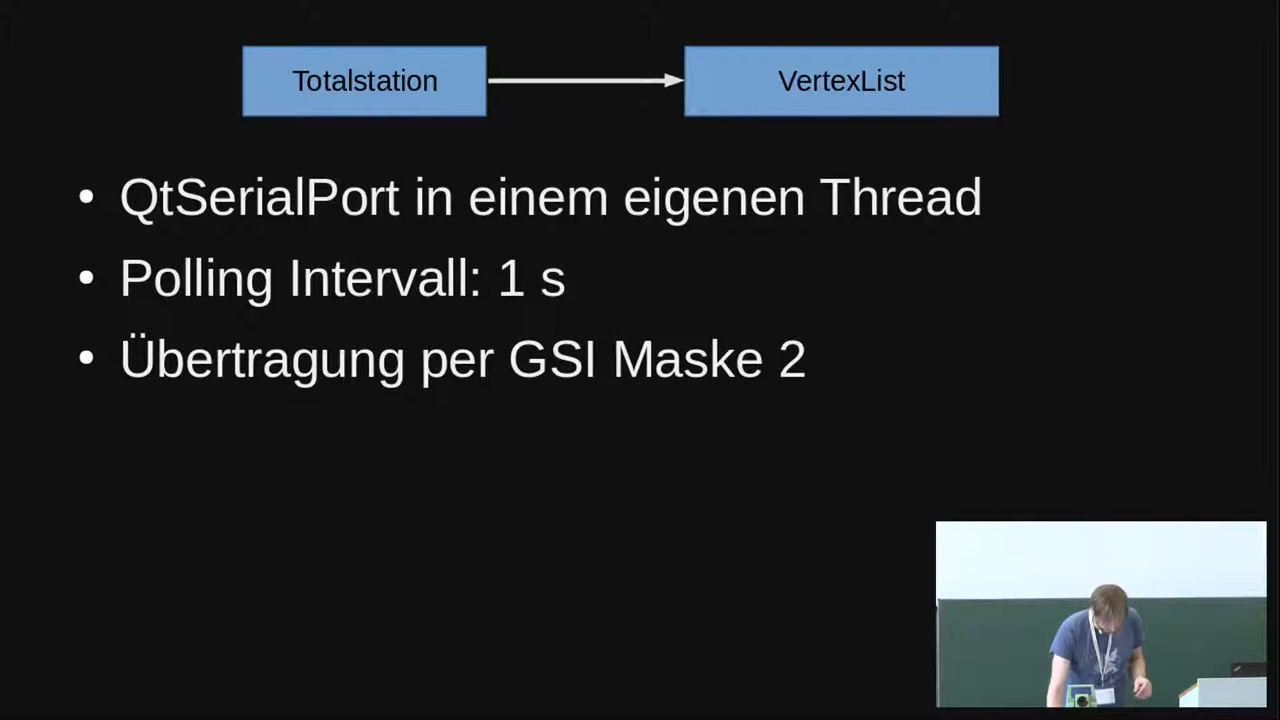 Totalstation
VertexList
QtSerialPort in einem eigenen Thread
Polling Intervall: 1 s
Übertragung per GSI Maske 2